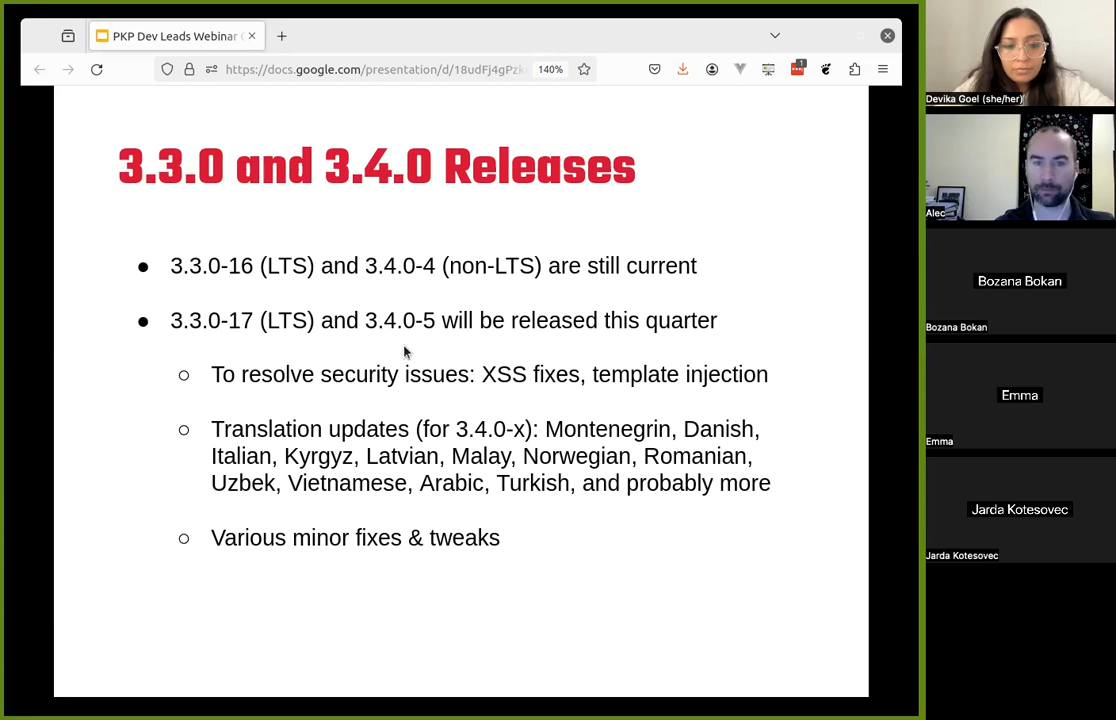 PKP Dev Leads Webinar
https://docs.google.com/presentation/d/18udFj4gPzk
140%
1
3.3.0 and 3.4.0 Releases
3.3.0-16 (LTS) and 3.4.0-4 (non-LTS) are still current
3.3.0-17 (LTS) and 3.4.0-5 will be released this quarter
To resolve security issues: XSS fixes, template injection
Translation updates (for 3.4.0-x): Montenegrin, Danish,
Italian, Kyrgyz, Latvian, Malay, Norwegian, Romanian,
Uzbek, Vietnamese, Arabic, Turkish, and probably more
Various minor fixes & tweaks
Devika Goel (she/her)
Alec
Bozana Bokan
Bozana Bokan
Emma
Emma
Jarda Kotesovec
Jarda Kotesovec